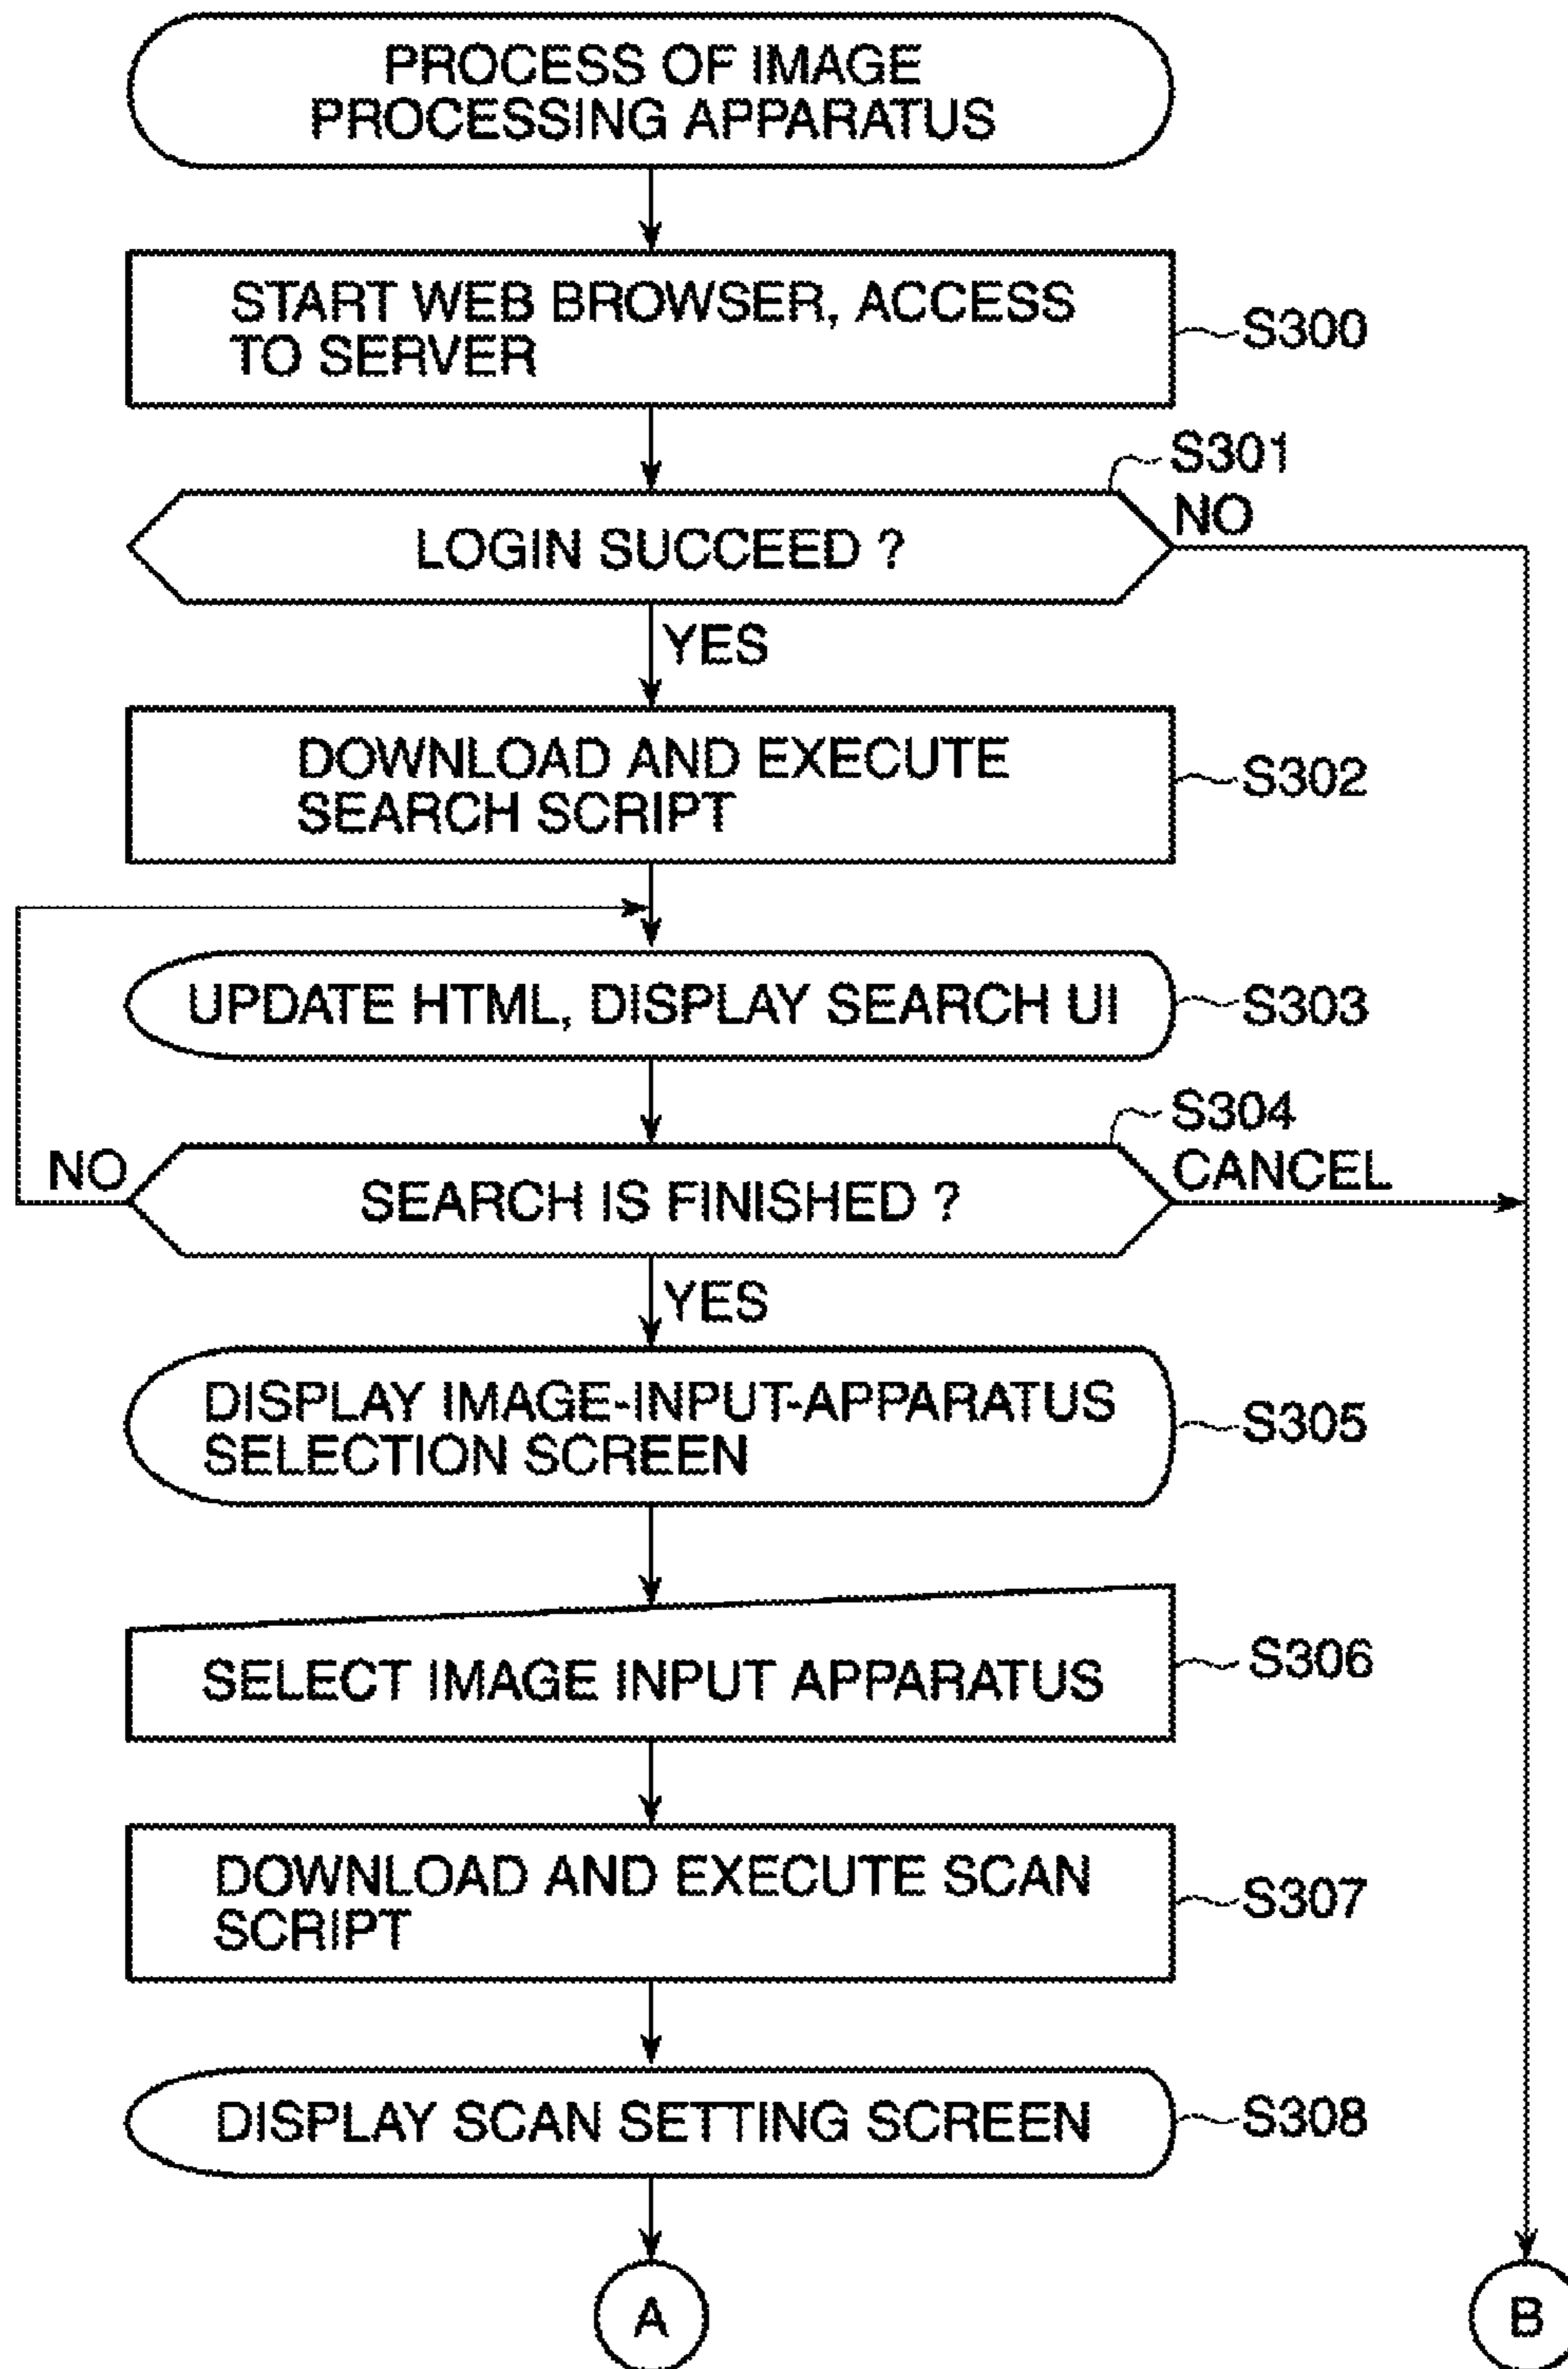 PROCESS OF IMAGE
PROCESSING APPARATUS
START WEB BROWSER, ACCESS
TO SERVER
S300
S301
LOGIN SUCCEED ?
NO
YES
DOWNLOAD AND EXECUTE
SEARCH SCRIPT
S302
UPDATE HTML, DISPLAY SEARCH UI
S303
S304
NO
SEARCH IS FINISHED ?
CANCEL
YES
DISPLAY IMAGE-INPUT-APPARATUS
SELECTION SCREEN
S305
SELECT IMAGE INPUT APPARATUS
S306
DOWNLOAD AND EXECUTE SCAN
SCRIPT
S307
DISPLAY SCAN SETTING SCREEN
S308
A
B